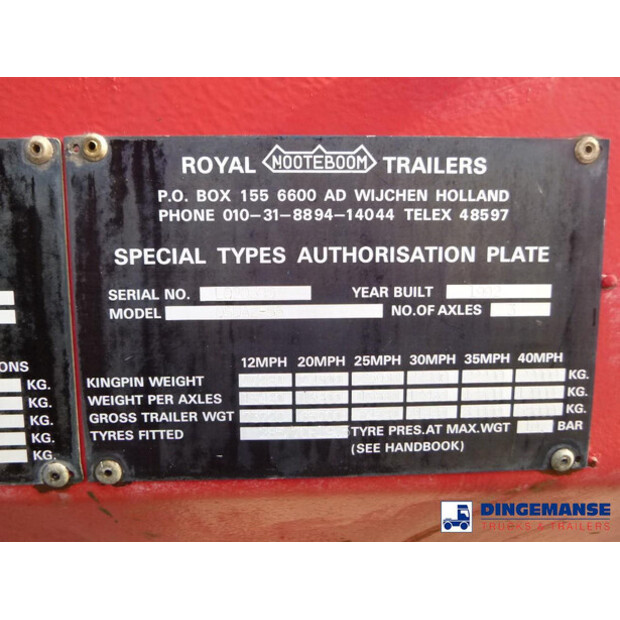 ROYAL NOOTEBOOM TRAILERS
P.O. BOX 155 6600 AD WIJCHEN HOLLAND
PHONE 010-31-8894-14044 TELEX 48597
SPECIAL TYPES AUTHORISATION PLATE
SERIAL NO. YEAR BUILT
MODEL NO. OF AXLES
12MPH 20MPH 25MPH 30MPH 35MPH 40MPH
KINGPIN WEIGHT KG.
WEIGHT PER AXLES KG.
GROSS TRAILER WGT KG.
TYRES FITTED TYRE PRES. AT MAX. WGT BAR
(SEE HANDBOOK)
ONS
KG.
KG.
KG.
KG.
KG.
DINGEMANSE
TRUCKS & TRAILERS